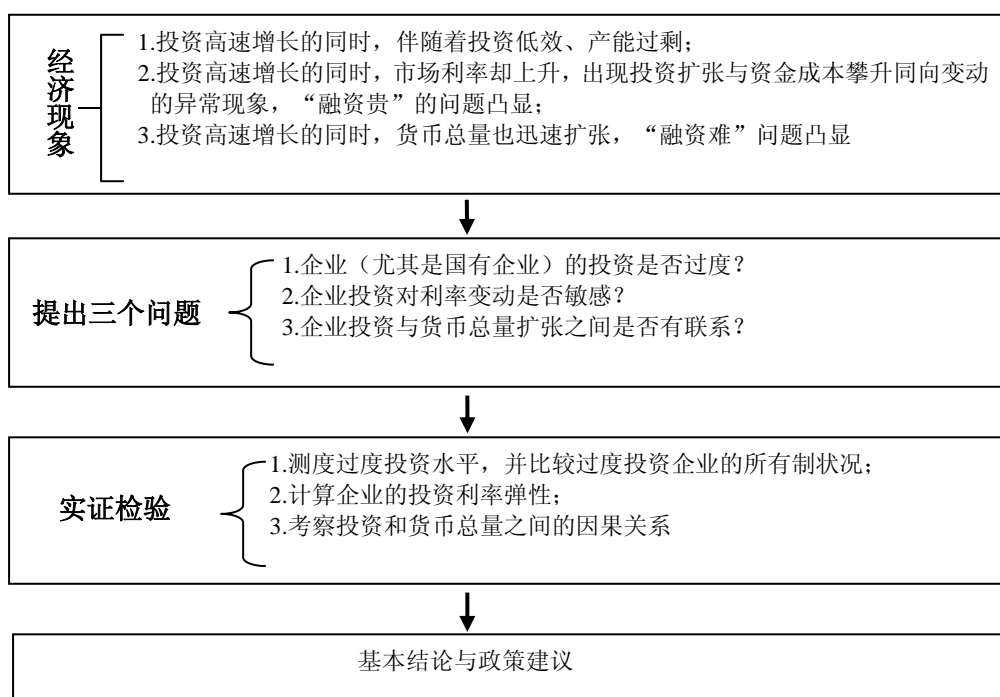 经济现象
1.投资高速增长的同时，伴随着投资低效、产能过剩；
2.投资高速增长的同时，市场利率却上升，出现投资扩张与资金成本攀升同向变动
的异常现象，“融资贵”的问题凸显；
3.投资高速增长的同时，货币总量也迅速扩张，“融资难”问题凸显
提出三个问题
1.企业（尤其是国有企业）的投资是否过度？
2.企业投资对利率变动是否敏感？
3.企业投资与货币总量扩张之间是否有联系？
实证检验
1.测度过度投资水平，并比较过度投资企业的所有制状况；
2.计算企业的投资利率弹性；
3.考察投资和货币总量之间的因果关系
基本结论与政策建议